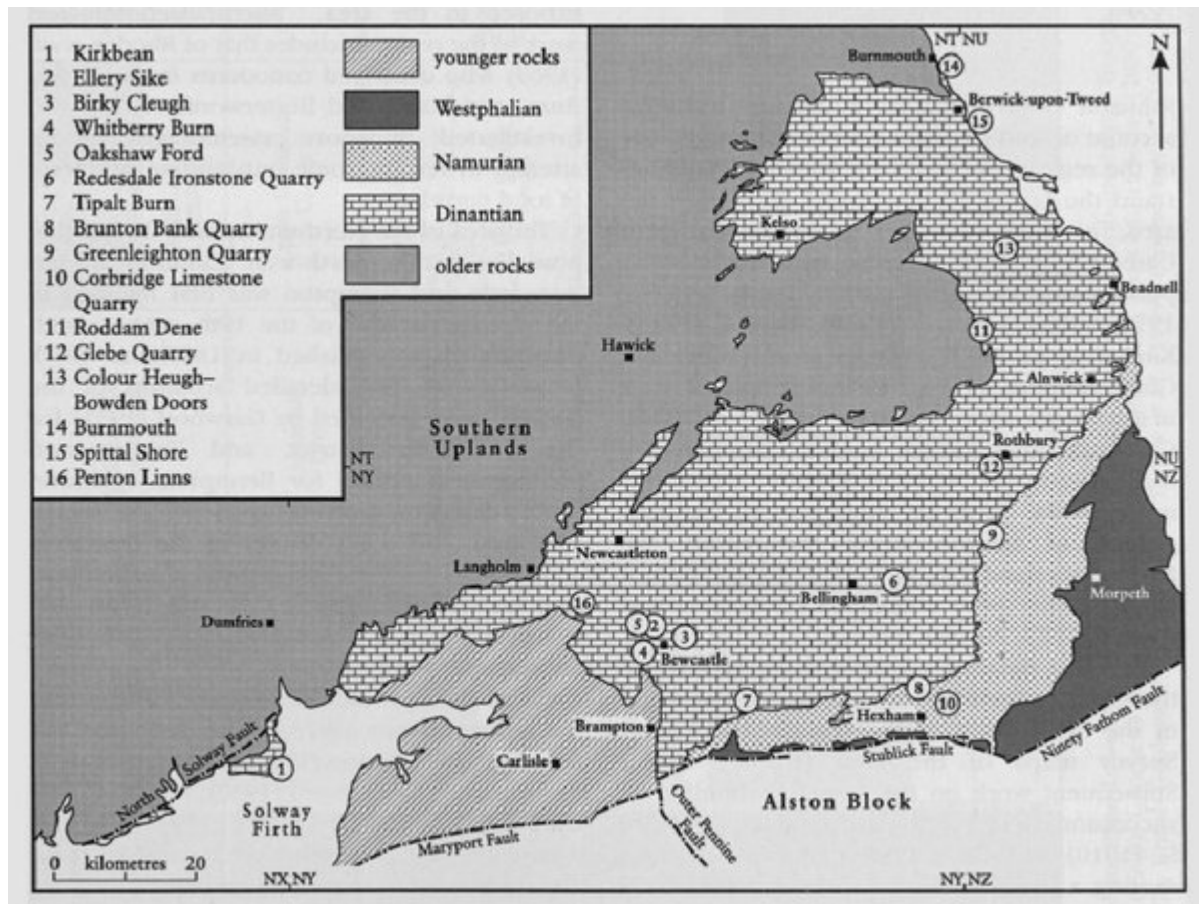 1 Kirkbean
2 Ellery Sike
3 Birky Cleugh
4 Whitberry Burn
5 Oakshaw Ford
6 Redesdale Ironstone Quarry
7 Tipalt Burn
8 Brunton Bank Quarry
9 Greenleighton Quarry
10 Corbridge Limestone
Quarry
11 Roddam Dene
12 Glebe Quarry
13 Colour Heugh–
Bowden Doors
14 Burnmouth
15 Spittal Shore
16 Penton Linns
younger rocks
Westphalian
Namurian
Dinantian
older rocks
NT NU
N
Burnmouth
14
Berwick-upon-Tweed
15
Kelso
13
Beadnell
11
Hawick
Alnwick
Southern
Uplands
Rothbury
12
NT
NY
NU
NZ
9
Newcastleton
Langholm
Bellingham
6
Morpeth
16
Dumfries
5
2
3
4
Bewcastle
7
8
10
Hexham
Brampton
Stublick Fault
Ninety Fathom Fault
North Solway Fault
1
Carlisle
Solway
Firth
Alston Block
Outer Pennine
Fault
Maryport Fault
0 kilometres 20
NX NY
NY NZ